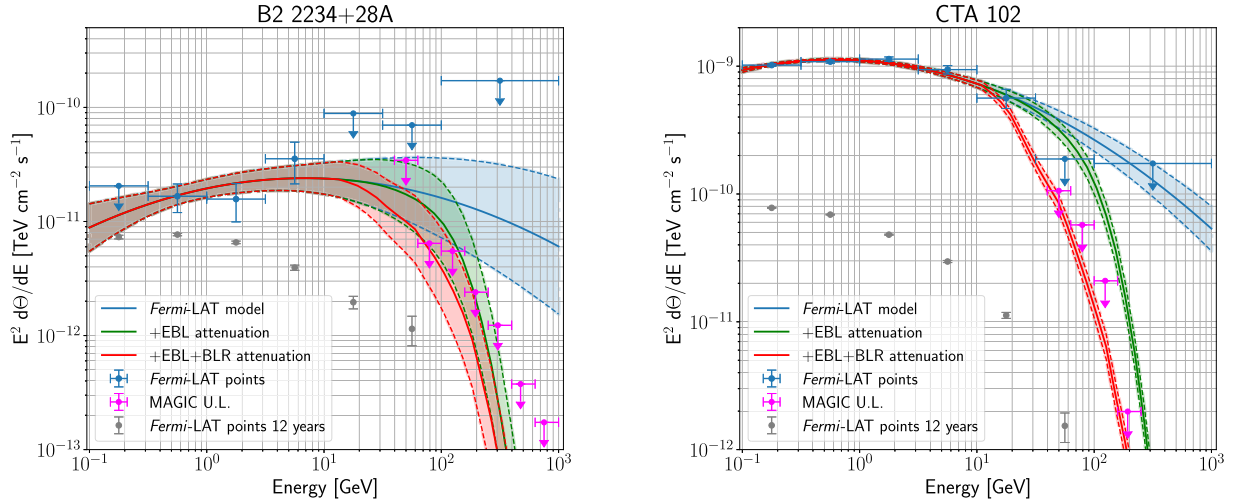 B2 2234+28A
E² dΘ/dE [TeV cm⁻² s⁻¹]
10⁻¹⁰
10⁻¹¹
10⁻¹²
10⁻¹³
Fermi-LAT model
+EBL attenuation
+EBL+BLR attenuation
Fermi-LAT points
MAGIC U.L.
Fermi-LAT points 12 years
10⁻¹ 10⁰ 10¹ 10² 10³
Energy [GeV]
CTA 102
E² dΘ/dE [TeV cm⁻² s⁻¹]
10⁻⁹
10⁻¹⁰
10⁻¹¹
10⁻¹²
Fermi-LAT model
+EBL attenuation
+EBL+BLR attenuation
Fermi-LAT points
MAGIC U.L.
Fermi-LAT points 12 years
10⁻¹ 10⁰ 10¹ 10² 10³
Energy [GeV]